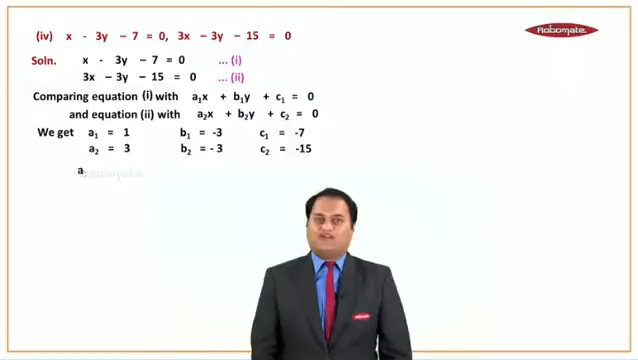 (iv) x - 3y - 7 = 0, 3x - 3y - 15 = 0
Robomate
Soln. x - 3y - 7 = 0 ... (i)
3x - 3y - 15 = 0 ... (ii)
Comparing equation (i) with a₁x + b₁y + c₁ = 0
and equation (ii) with a₂x + b₂y + c₂ = 0
We get a₁ = 1 b₁ = -3 c₁ = -7
a₂ = 3 b₂ = - 3 c₂ = -15
a
Robomate
Robomate